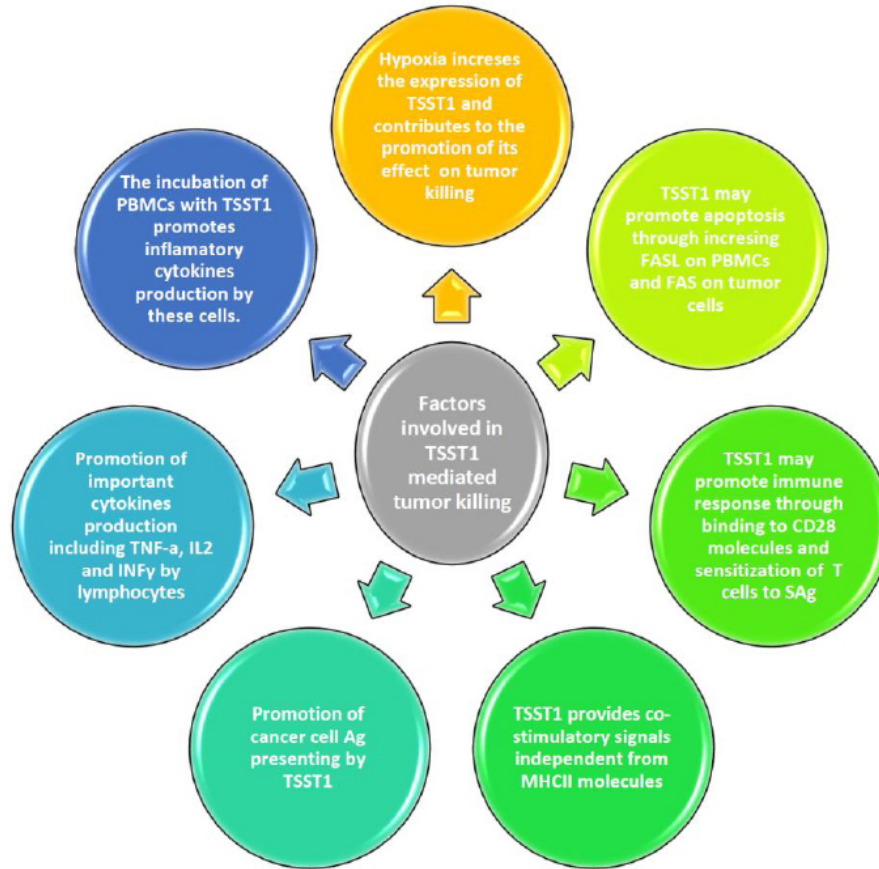 Hypoxia increses
the expression of
TSST1 and
contributes to the
promotion of its
effect on tumor
killing
TSST1 may
promote apoptosis
through incresing
FASL on PBMCs
and FAS on tumor
cells
TSST1 may
promote immune
response through
binding to CD28
molecules and
sensitization of T
cells to SAg
TSST1 provides co-
stimulatory signals
independent from
MHCII molecules
Promotion of
cancer cell Ag
presenting by
TSST1
Promotion of
important
cytokines
production
including TNF-a, IL2
and INFγ by
lymphocytes
The incubation of
PBMCs with TSST1
promotes
inflamatory
cytokines
production by
these cells.
Factors
involved in
TSST1
mediated
tumor killing